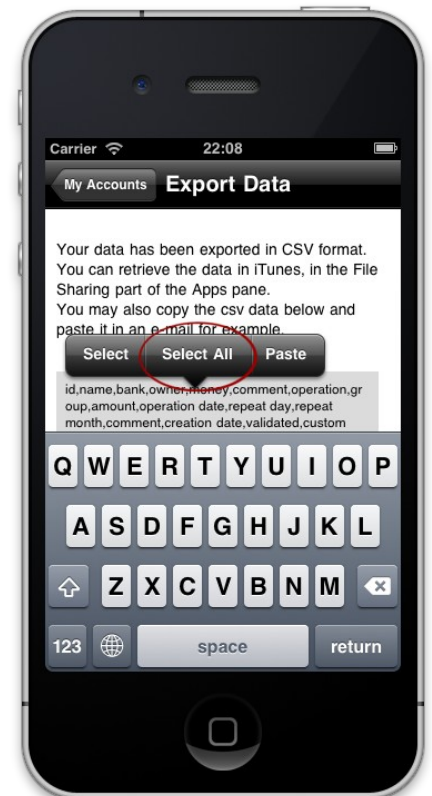 Carrier 22:08
My Accounts Export Data
Your data has been exported in CSV format.
You can retrieve the data in iTunes, in the File
Sharing part of the Apps pane.
You may also copy the csv data below and
paste it in an e-mail for example.
Select Select All Paste
id,name,bank,owner,money,comment,operation,gr
oup,amount,operation date,repeat day,repeat
month,comment,creation date,validated,custom
Q W E R T Y U I O P
A S D F G H J K L
Z X C V B N M
123 space return